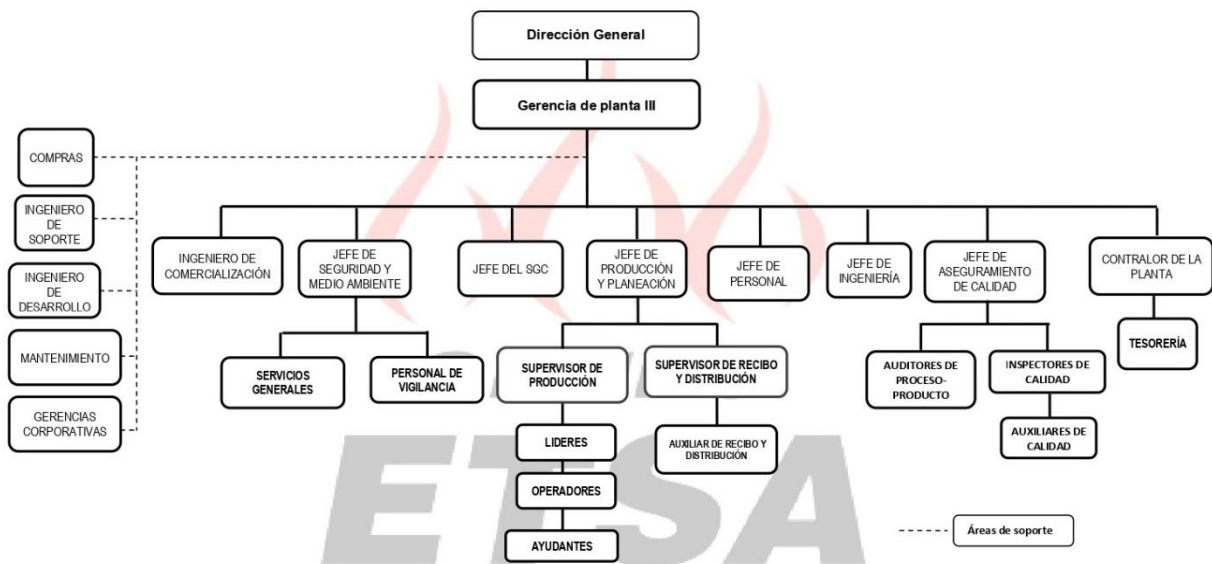 Dirección General
Gerencia de planta III
COMPRAS
INGENIERO
DE
SOPORTE
INGENIERO
DE
DESARROLLO
MANTENIMIENTO
GERENCIAS
CORPORATIVAS
INGENIERO DE
COMERCIALIZACIÓN
JEFE DE
SEGURIDAD Y
MEDIO AMBIENTE
JEFE DEL SGC
JEFE DE
PRODUCCIÓN
Y PLANEACIÓN
JEFE DE
PERSONAL
JEFE DE
INGENIERÍA
JEFE DE
ASEGURAMIENTO
DE CALIDAD
CONTRALOR DE LA
PLANTA
SERVICIOS
GENERALES
PERSONAL DE
VIGILANCIA
SUPERVISOR DE
PRODUCCIÓN
SUPERVISOR DE RECIBO
Y DISTRIBUCIÓN
AUDITORES DE
PROCESO-
PRODUCTO
INSPECTORES DE
CALIDAD
TESORERÍA
LIDERES
AUXILIAR DE RECIBO Y
DISTRIBUCIÓN
AUXILIARES DE
CALIDAD
OPERADORES
AYUDANTES
ETSA
Áreas de soporte